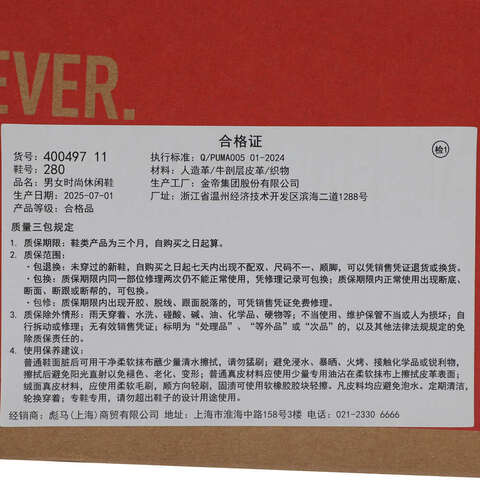 EVER.
合格证
货号: 400497 11
鞋号: 280
品名: 男女时尚休闲鞋
生产日期: 2025-07-01
产品等级: 合格品
执行标准: Q/PUMA005 01-2024
材料: 人造革/牛剖层皮革/织物
生产工厂: 金帝集团股份有限公司
厂址: 浙江省温州经济技术开发区滨海二道1288号
检1
质量三包规定
1. 质保期限: 鞋类产品为三个月, 自购买之日起算。
2. 质保范围:
·包退换: 未穿过的新鞋, 自购买之日起七天内出现不配双、尺码不一、顺脚, 可以凭销售凭证退货或换货。
·包换: 质保期限内同一部位修理两次仍不能正常使用, 凭修理记录可包换; 质保期限内不能正常使用出现断底、
断面、断跟或断帮的, 可凭销售凭证换货。
·包修: 质保期内出现开胶、脱线、跟面脱落的, 可凭销售凭证免费修理。
3. 质保除外情形: 雨天穿着、水洗、碰酸、碱、油、化学品、硬物等; 不当使用、维护保管不当或人为损坏; 自
行拆动或修理; 无有效销售凭证; 标明为“处理品”、“等外品”或“次品”的, 以及其他法律法规规定的免
除质保责任的。
4. 使用保养建议:
普通鞋面脏后可用干净柔软抹布蘸少量清水擦拭, 请勿猛刷; 避免浸水、暴晒、火烤、接触化学品或锐利物,
擦拭后避免阳光直射以免褪色、老化、变形; 普通真皮材料应使用少量专用油沾在柔软抹布上擦拭皮革表面;
绒面真皮材料, 应使用柔软毛刷, 顺方向轻刷, 固渍可使用软橡胶胶块轻擦。凡皮料均应避免泡水。定期清洁,
轮换穿着; 专鞋专用, 请勿超出鞋子的设计用途使用。
经销商: 彪马(上海)商贸有限公司 地址: 上海市淮海中路158号3楼 电话: 021-2330 6666